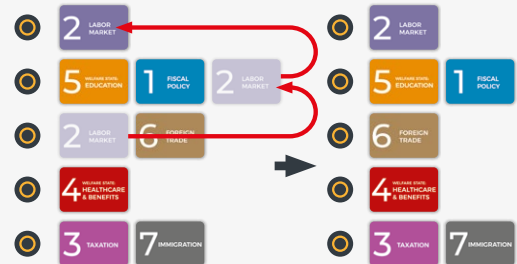 2 LABOR
MARKET
5 WELFARE STATE:
EDUCATION
1 FISCAL
POLICY
2 LABOR
MARKET
2 LABOR
MARKET
6 FOREIGN
TRADE
4 WELFARE STATE:
HEALTHCARE
& BENEFITS
3 TAXATION
7 IMMIGRATION
2 LABOR
MARKET
5 WELFARE STATE:
EDUCATION
1 FISCAL
POLICY
6 FOREIGN
TRADE
4 WELFARE STATE:
HEALTHCARE
& BENEFITS
3 TAXATION
7 IMMIGRATION